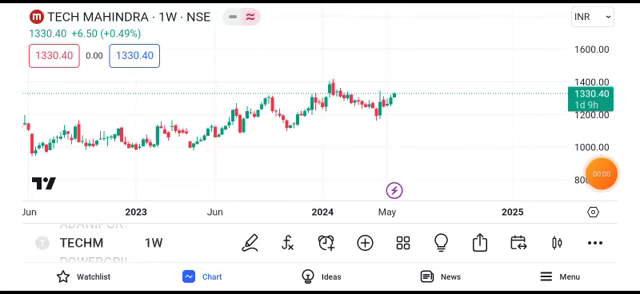 TECH MAHINDRA · 1W · NSE
INR
1330.40 +6.50 (+0.49%)
1330.40 0.00 1330.40
1600.00
1400.00
1330.40
1d 9h
1200.00
1000.00
00:00
Jun 2023 Jun 2024 May 2025
TECHM 1W
Watchlist Chart Ideas News Menu